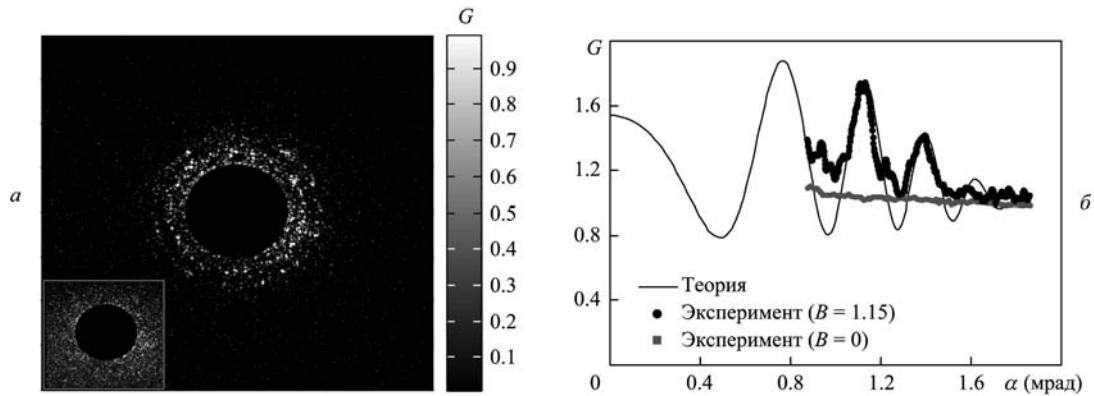 G
0.9
0.8
0.7
0.6
0.5
0.4
0.3
0.2
0.1
а
G
1.6
1.2
0.8
0.4
0
0.4
0.8
1.2
1.6
α (мрад)
Теория
Эксперимент (B = 1.15)
Эксперимент (B = 0)
б